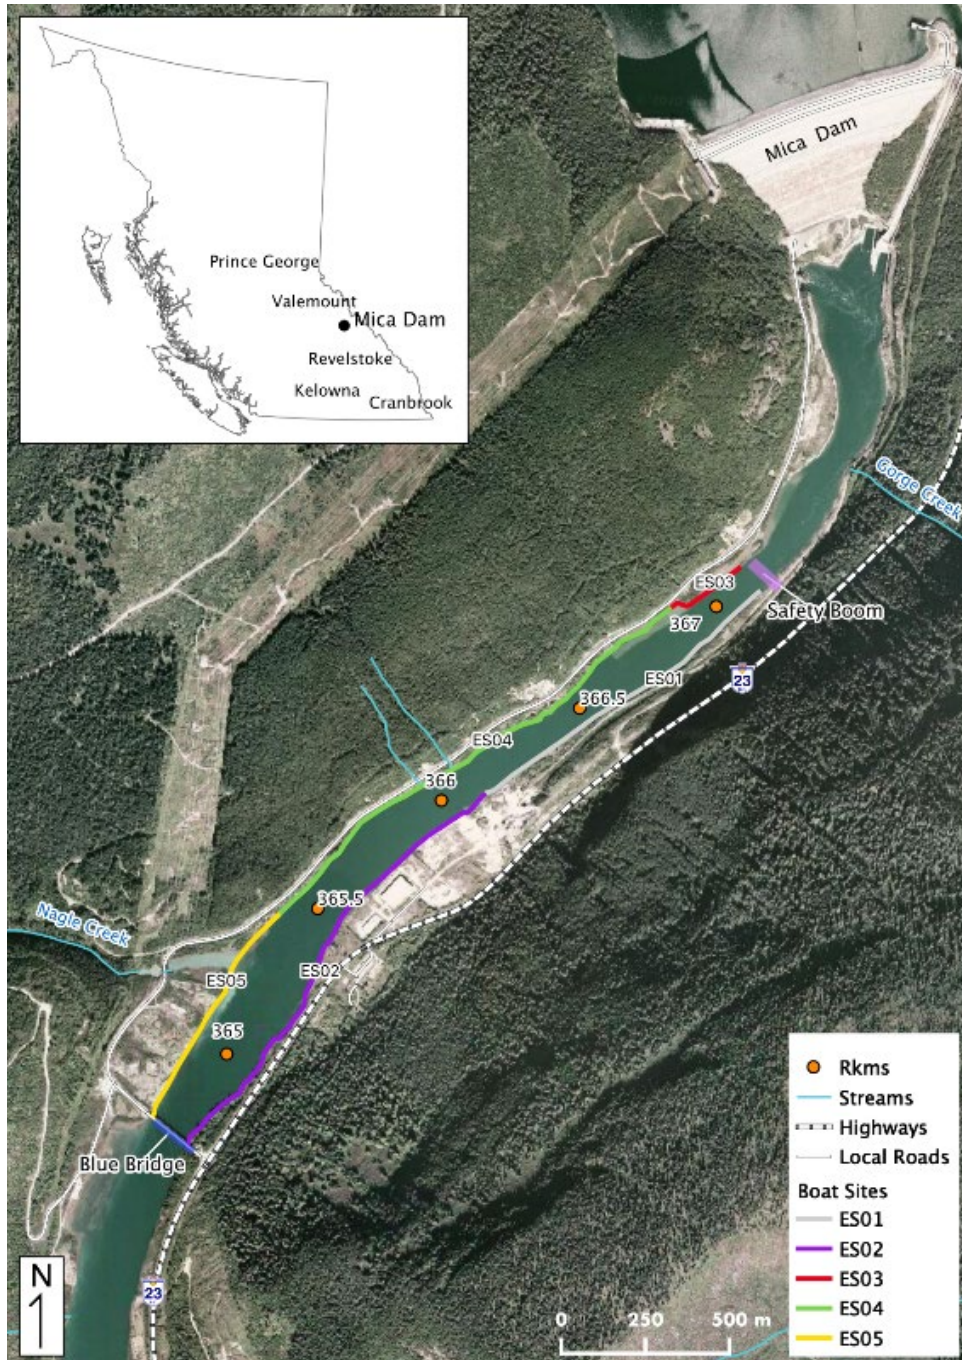 Mica Dam
Prince George
Valemount
Mica Dam
Revelstoke
Kelowna
Cranbrook
Gorge Creek
ES03
Safety Boom
367
ES01
23
366.5
ES04
366
365.5
Nagle Creek
ES02
ES05
365
Blue Bridge
23
N
0 250 500 m
Rkms
Streams
Highways
Local Roads
Boat Sites
ES01
ES02
ES03
ES04
ES05